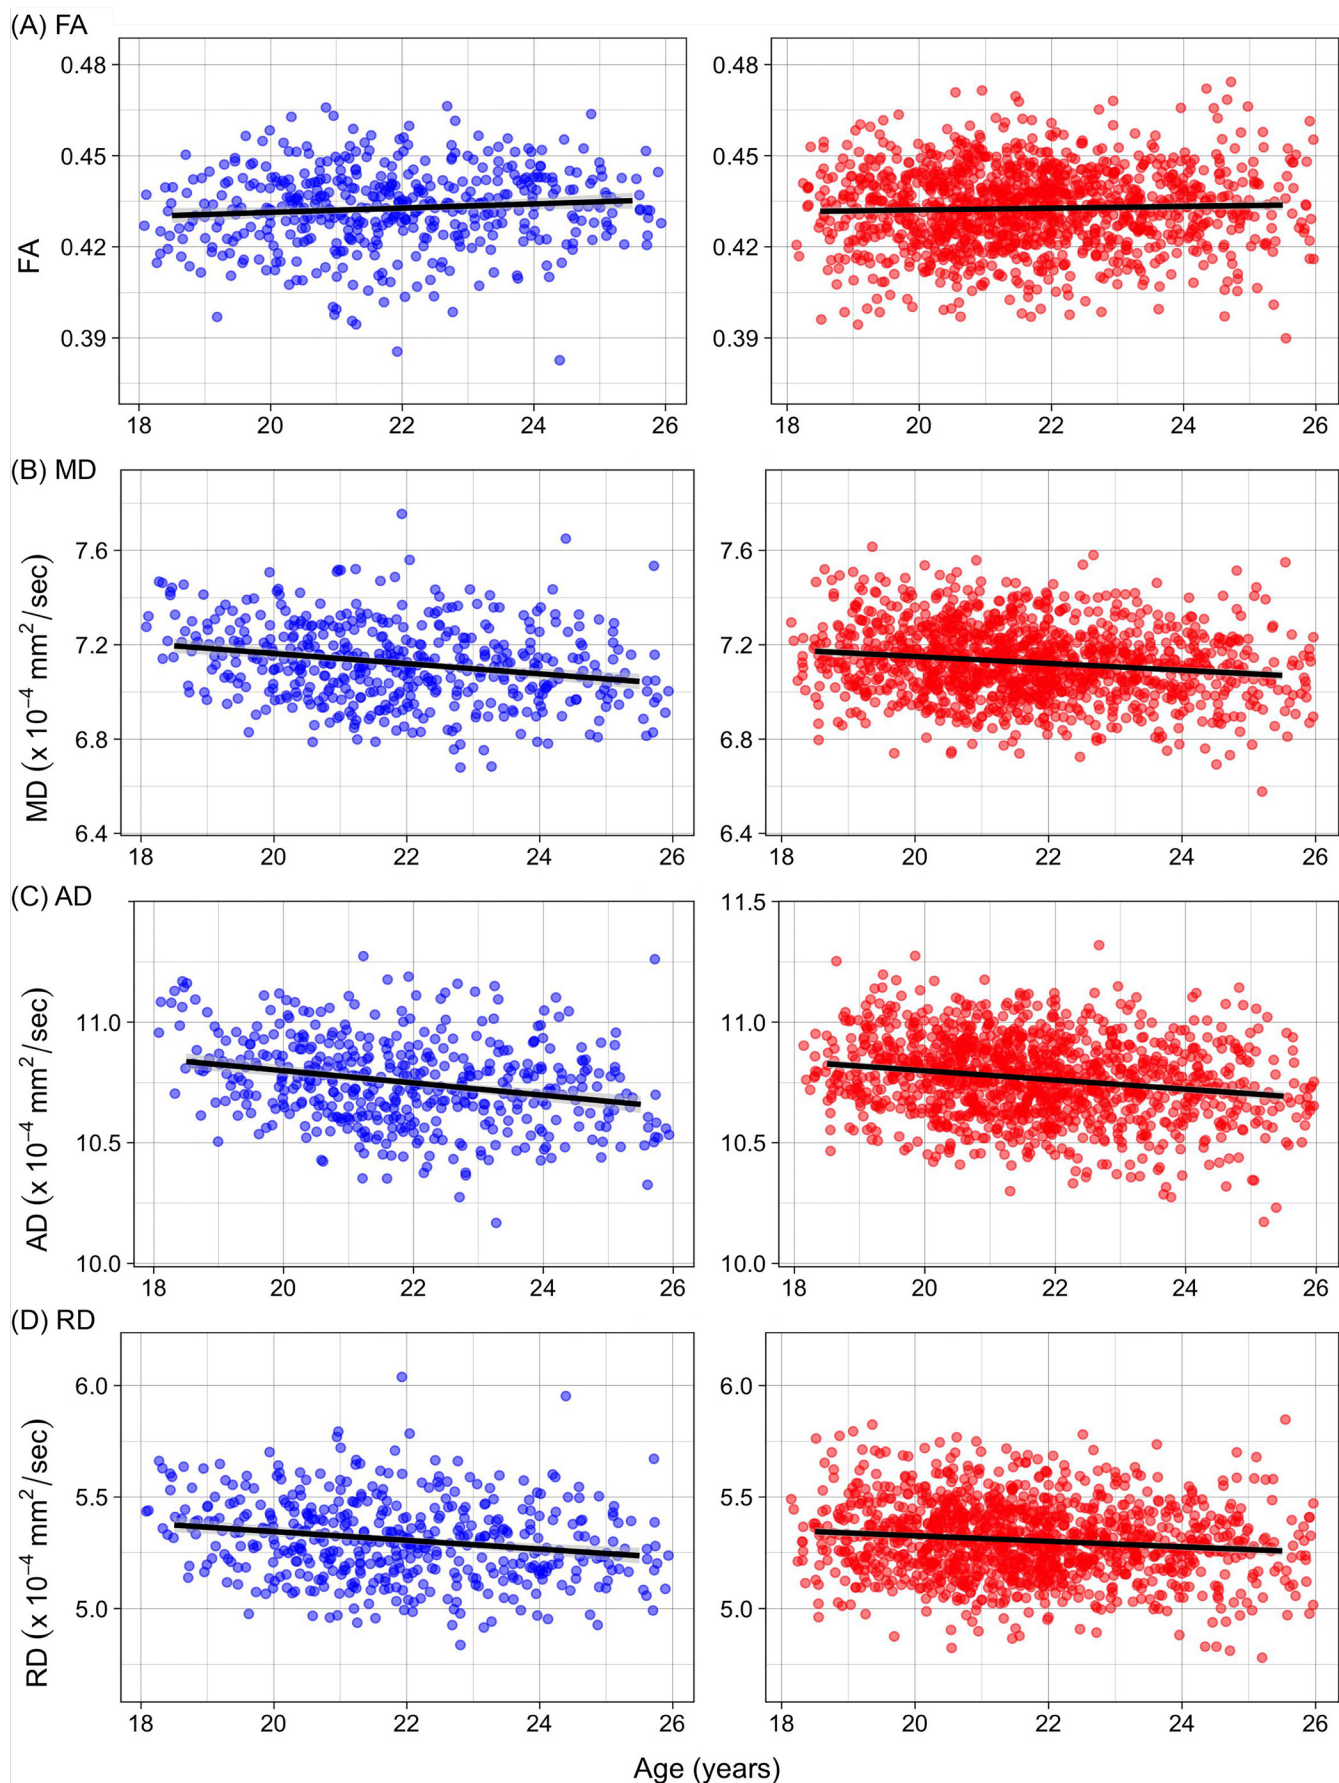 (A) FA
0.48
0.45
0.42
0.39
FA
18 20 22 24 26
0.48
0.45
0.42
0.39
18 20 22 24 26
(B) MD
7.6
7.2
6.8
6.4
MD (x 10⁻⁴ mm²/sec)
18 20 22 24 26
7.6
7.2
6.8
6.4
18 20 22 24 26
(C) AD
11.0
10.5
10.0
AD (x 10⁻⁴ mm²/sec)
18 20 22 24 26
11.5
11.0
10.5
10.0
18 20 22 24 26
(D) RD
6.0
5.5
5.0
RD (x 10⁻⁴ mm²/sec)
18 20 22 24 26
6.0
5.5
5.0
18 20 22 24 26
Age (years)